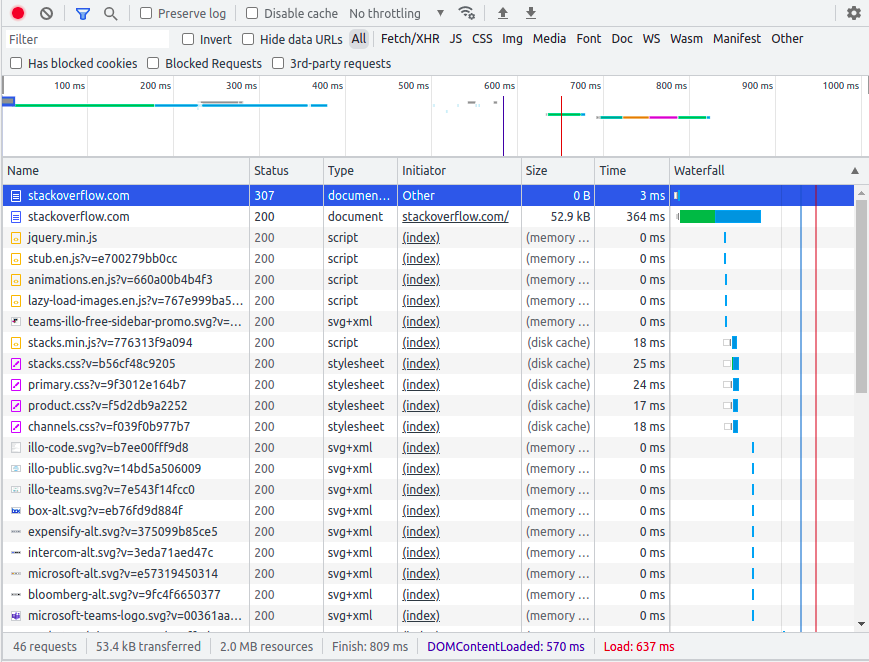 Preserve log Disable cache No throttling
Filter Invert Hide data URLs All Fetch/XHR JS CSS Img Media Font Doc WS Wasm Manifest Other
Has blocked cookies Blocked Requests 3rd-party requests
100 ms 200 ms 300 ms 400 ms 500 ms 600 ms 700 ms 800 ms 900 ms 1000 ms
Name Status Type Initiator Size Time Waterfall
stackoverflow.com 307 documen... Other 0 B 3 ms
stackoverflow.com 200 document stackoverflow.com/ 52.9 kB 364 ms
jquery.min.js 200 script (index) (memory ... 0 ms
stub.en.js?v=e700279bb0cc 200 script (index) (memory ... 0 ms
animations.en.js?v=660a00b4b4f3 200 script (index) (memory ... 0 ms
lazy-load-images.en.js?v=767e999ba5... 200 script (index) (memory ... 0 ms
teams-illo-free-sidebar-promo.svg?v=... 200 svg+xml (index) (memory ... 0 ms
stacks.min.js?v=776313f9a094 200 script (index) (disk cache) 18 ms
stacks.css?v=b56cf48c9205 200 stylesheet (index) (disk cache) 25 ms
primary.css?v=9f3012e164b7 200 stylesheet (index) (disk cache) 24 ms
product.css?v=f5d2db9a2252 200 stylesheet (index) (disk cache) 17 ms
channels.css?v=f039f0b977b7 200 stylesheet (index) (disk cache) 18 ms
illo-code.svg?v=b7ee00fff9d8 200 svg+xml (index) (memory ... 0 ms
illo-public.svg?v=14bd5a506009 200 svg+xml (index) (memory ... 0 ms
illo-teams.svg?v=7e543f14fcc0 200 svg+xml (index) (memory ... 0 ms
box-alt.svg?v=eb76fd9d884f 200 svg+xml (index) (memory ... 0 ms
expensify-alt.svg?v=375099b85ce5 200 svg+xml (index) (memory ... 0 ms
intercom-alt.svg?v=3eda71aed47c 200 svg+xml (index) (memory ... 0 ms
microsoft-alt.svg?v=e57319450314 200 svg+xml (index) (memory ... 0 ms
bloomberg-alt.svg?v=9fc4f6650377 200 svg+xml (index) (memory ... 0 ms
microsoft-teams-logo.svg?v=00361aa... 200 svg+xml (index) (memory ... 0 ms
46 requests 53.4 kB transferred 2.0 MB resources Finish: 809 ms DOMContentLoaded: 570 ms Load: 637 ms